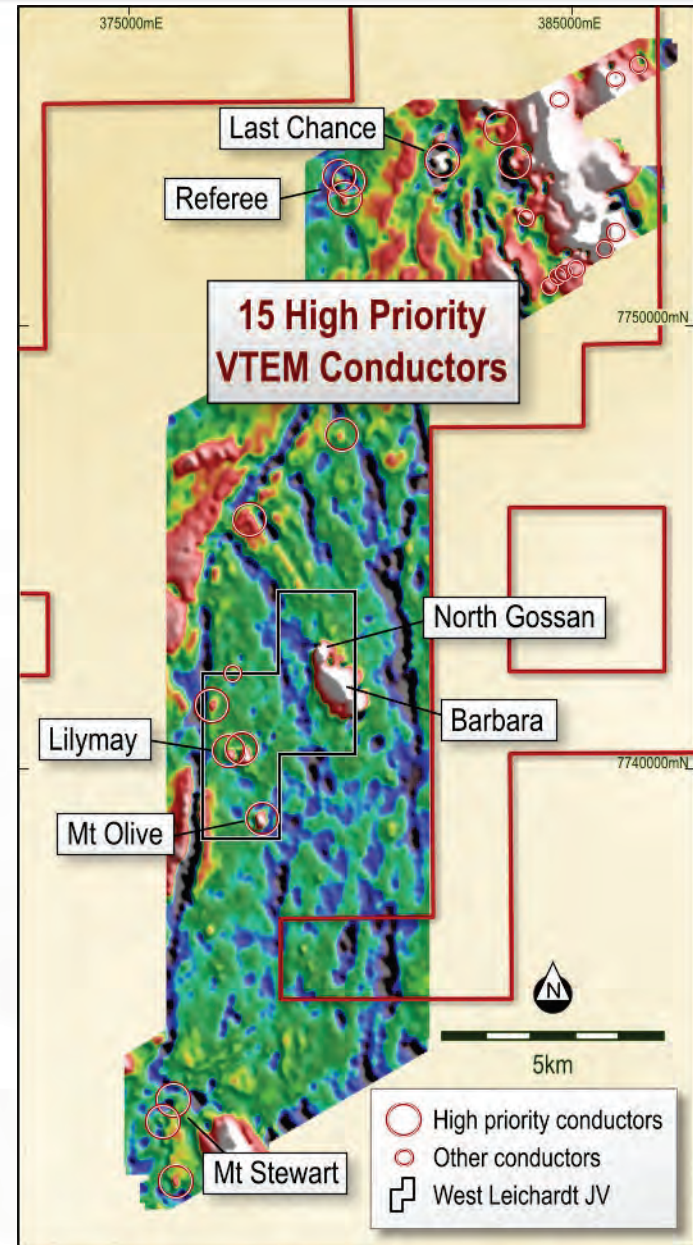 375000mE
385000mE
Last Chance
Referee
15 High Priority
VTEM Conductors
7750000mN
North Gossan
Barbara
Lilymay
7740000mN
Mt Olive
N
5km
High priority conductors
Other conductors
Mt Stewart
West Leichardt JV